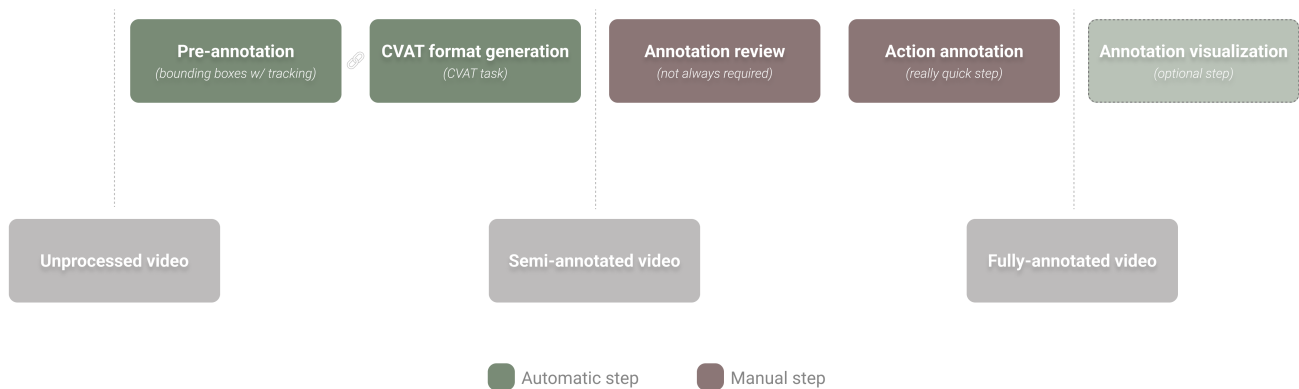 Pre-annotation
(bounding boxes w/ tracking)
CVAT format generation
(CVAT task)
Annotation review
(not always required)
Action annotation
(really quick step)
Annotation visualization
(optional step)
Unprocessed video
Semi-annotated video
Fully-annotated video
Automatic step
Manual step